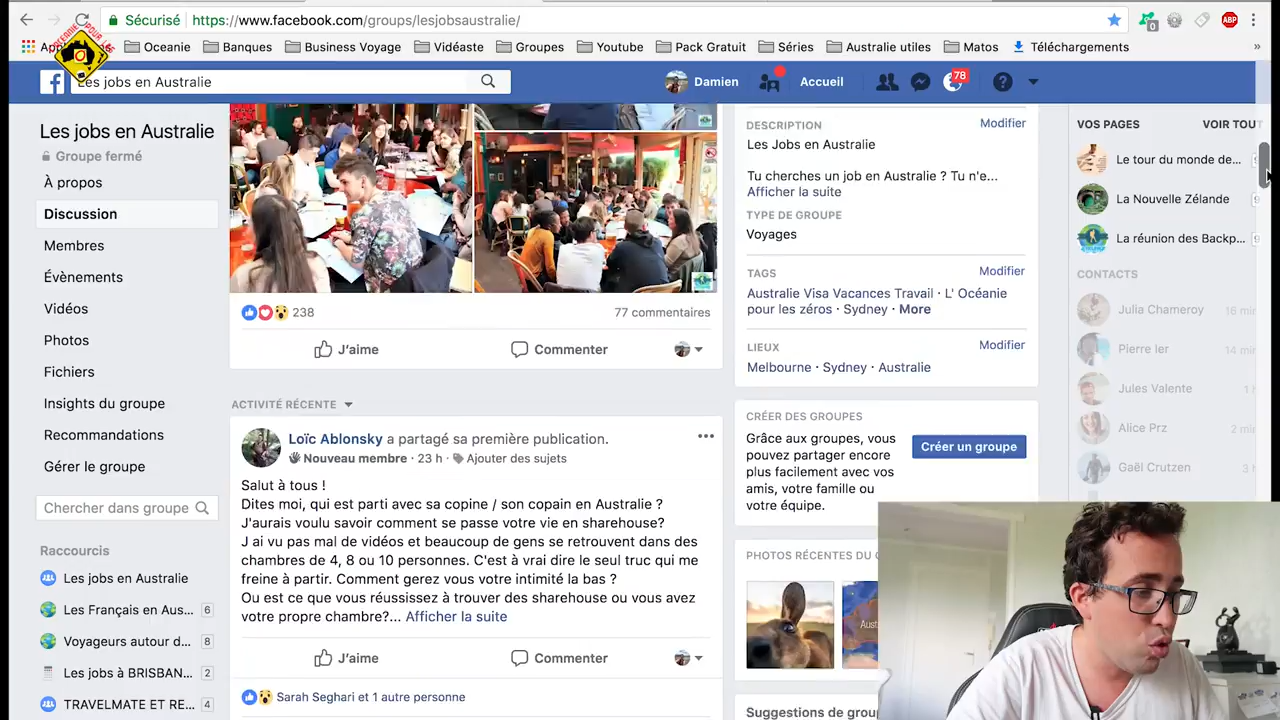 Sécurisé
https://www.facebook.com/groups/lesjobsaustralie/
0
ABP
Oceanie
Banques
Business Voyage
Vidéaste
Groupes
Youtube
Pack Gratuit
Séries
Australie utiles
Matos
Téléchargements
»
Les jobs en Australie
Damien
Accueil
78
Les jobs en Australie
Groupe fermé
À propos
Discussion
Membres
Évènements
Vidéos
Photos
Fichiers
Insights du groupe
Recommandations
Gérer le groupe
Chercher dans groupe
Raccourcis
Les jobs en Australie
Les Français en Aus... 6
Voyageurs autour d... 8
Les jobs à BRISBAN... 2
TRAVELMATE ET RE... 4
238
77 commentaires
J'aime
Commenter
ACTIVITÉ RÉCENTE
Loïc Ablonsky a partagé sa première publication.
Nouveau membre · 23 h · Ajouter des sujets
Salut à tous !
Dites moi, qui est parti avec sa copine / son copain en Australie ?
J'aurais voulu savoir comment se passe votre vie en sharehouse?
J ai vu pas mal de vidéos et beaucoup de gens se retrouvent dans des
chambres de 4, 8 ou 10 personnes. C'est à vrai dire le seul truc qui me
freine à partir. Comment gerez vous votre intimité la bas ?
Ou est ce que vous réussissez à trouver des sharehouse ou vous avez
votre propre chambre?... Afficher la suite
J'aime
Commenter
Sarah Seghari et 1 autre personne
DESCRIPTION
Modifier
Les Jobs en Australie
Tu cherches un job en Australie ? Tu n'e...
Afficher la suite
TYPE DE GROUPE
Voyages
TAGS
Modifier
Australie Visa Vacances Travail · L' Océanie
pour les zéros · Sydney · More
LIEUX
Modifier
Melbourne · Sydney · Australie
CRÉER DES GROUPES
Grâce aux groupes, vous
pouvez partager encore
plus facilement avec vos
amis, votre famille ou
votre équipe.
Créer un groupe
PHOTOS RÉCENTES DU
Suggestions de group
VOS PAGES
VOIR TOUT
Le tour du monde de...
La Nouvelle Zélande
La réunion des Backp...
CONTACTS
Julia Chameroy 16 min
Pierre Ier 14 min
Jules Valente
Alice Prz 2 min
Gaël Crutzen